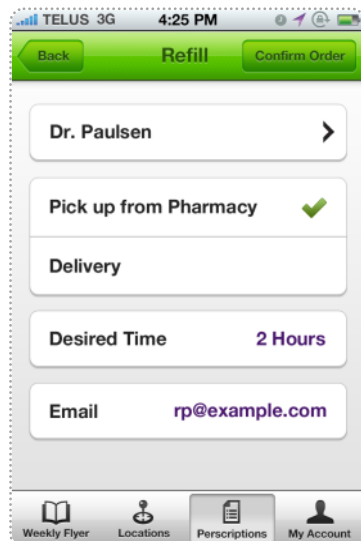 TELUS 3G 4:25 PM
Back Refill Confirm Order
Dr. Paulsen
Pick up from Pharmacy
Delivery
Desired Time 2 Hours
Email rp@example.com
Weekly Flyer Locations Perscriptions My Account